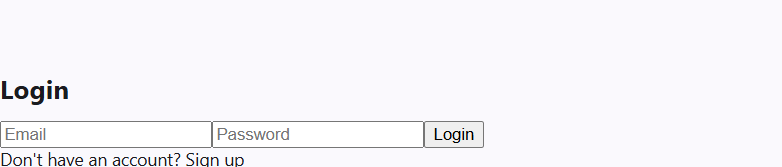 Login
Email Password Login
Don't have an account? Sign up